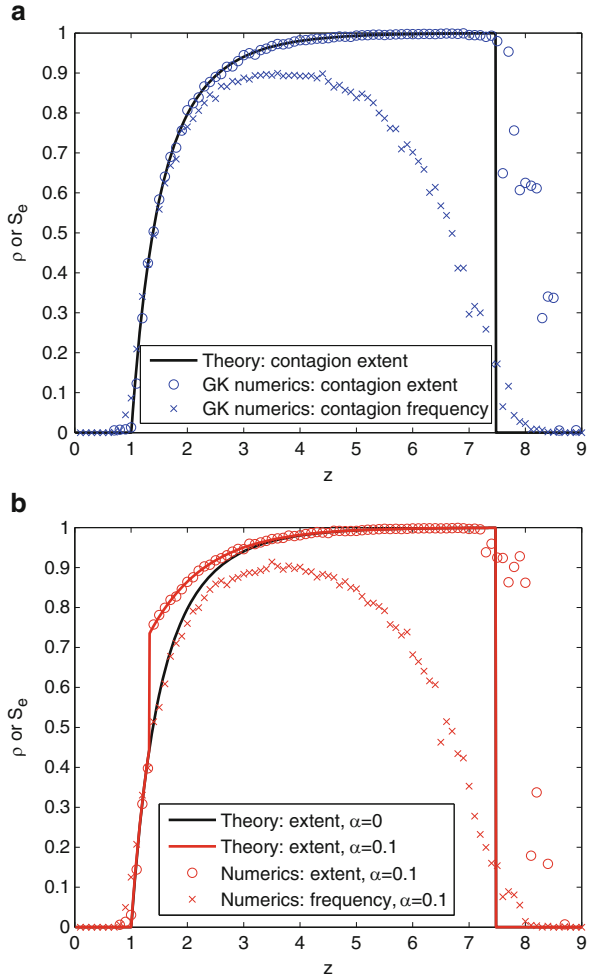 a
1
0.9
0.8
0.7
0.6
0.5
0.4
0.3
0.2
0.1
0
ρ or S_e
Theory: contagion extent
GK numerics: contagion extent
GK numerics: contagion frequency
0 1 2 3 4 5 6 7 8 9
z
b
1
0.9
0.8
0.7
0.6
0.5
0.4
0.3
0.2
0.1
0
ρ or S_e
Theory: extent, α=0
Theory: extent, α=0.1
Numerics: extent, α=0.1
Numerics: frequency, α=0.1
0 1 2 3 4 5 6 7 8 9
z